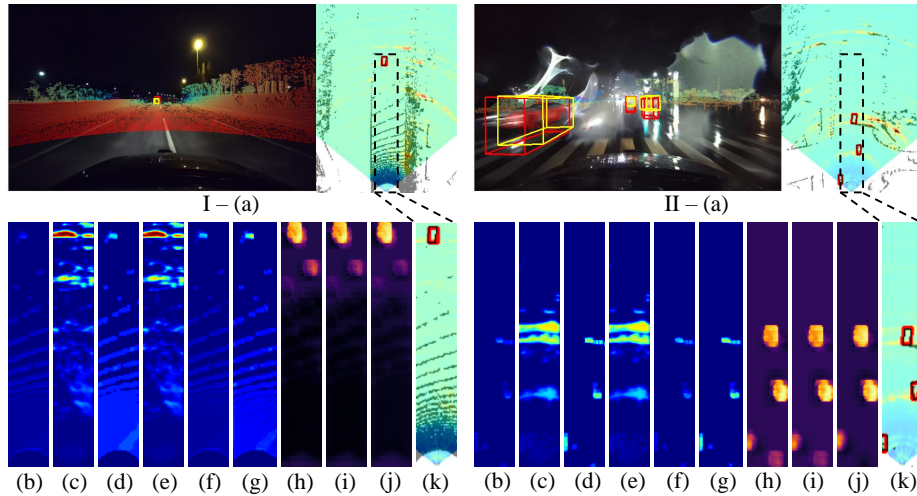 I – (a)
II – (a)
(b) (c) (d) (e) (f) (g) (h) (i) (j) (k)
(b) (c) (d) (e) (f) (g) (h) (i) (j) (k)